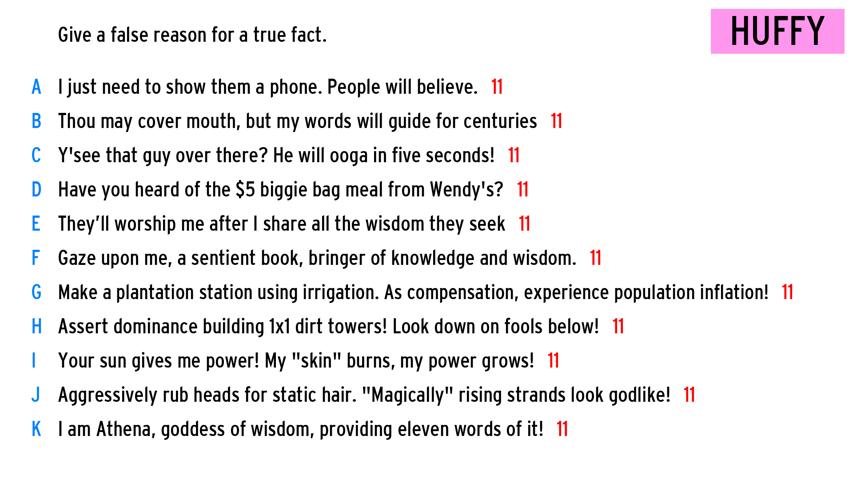 Give a false reason for a true fact.
HUFFY
A I just need to show them a phone. People will believe. 11
B Thou may cover mouth, but my words will guide for centuries 11
C Y'see that guy over there? He will ooga in five seconds! 11
D Have you heard of the $5 biggie bag meal from Wendy's? 11
E They’ll worship me after I share all the wisdom they seek 11
F Gaze upon me, a sentient book, bringer of knowledge and wisdom. 11
G Make a plantation station using irrigation. As compensation, experience population inflation! 11
H Assert dominance building 1x1 dirt towers! Look down on fools below! 11
I Your sun gives me power! My "skin" burns, my power grows! 11
J Aggressively rub heads for static hair. "Magically" rising strands look godlike! 11
K I am Athena, goddess of wisdom, providing eleven words of it! 11